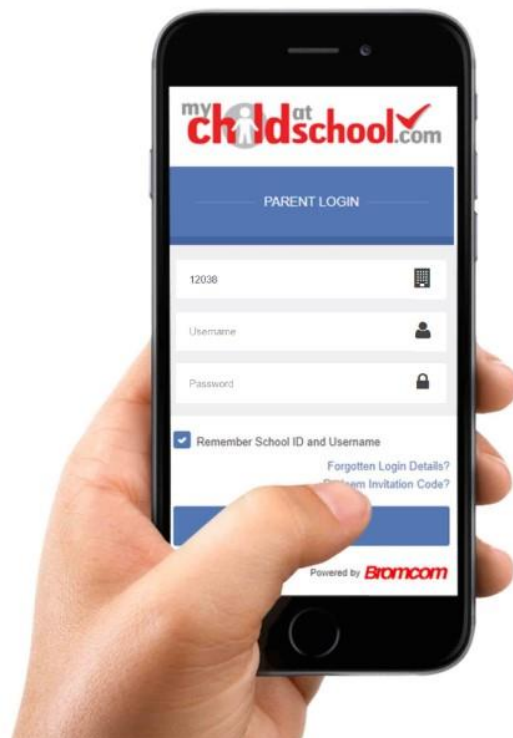 my child at school.com
PARENT LOGIN
12038
Username
Password
Remember School ID and Username
Forgotten Login Details?
Invitation Code?
Powered by Bromcom